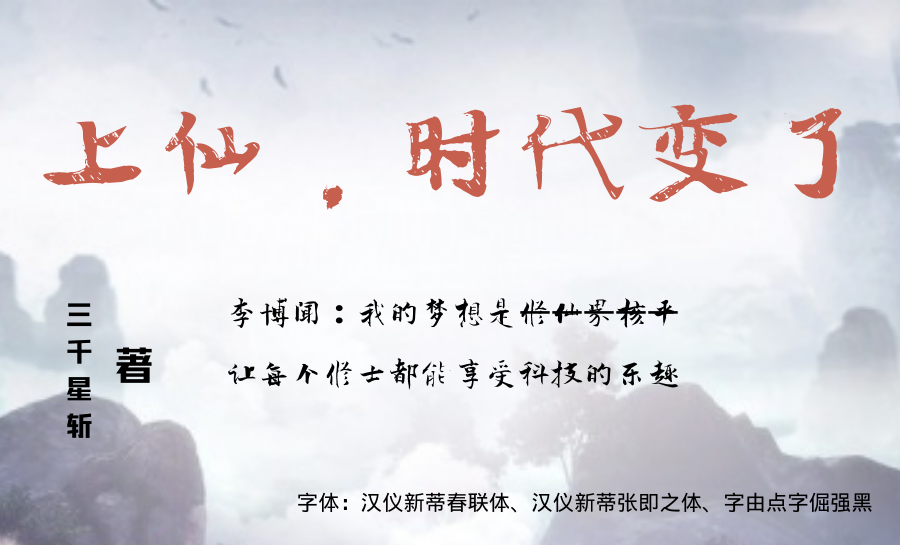 上仙，时代变了
李博闻：我的梦想是修仙界核平
让每个修士都能享受科技的乐趣
三千星斩
著
字体：汉仪新蒂春联体、汉仪新蒂张即之体、字由点字倔强黑